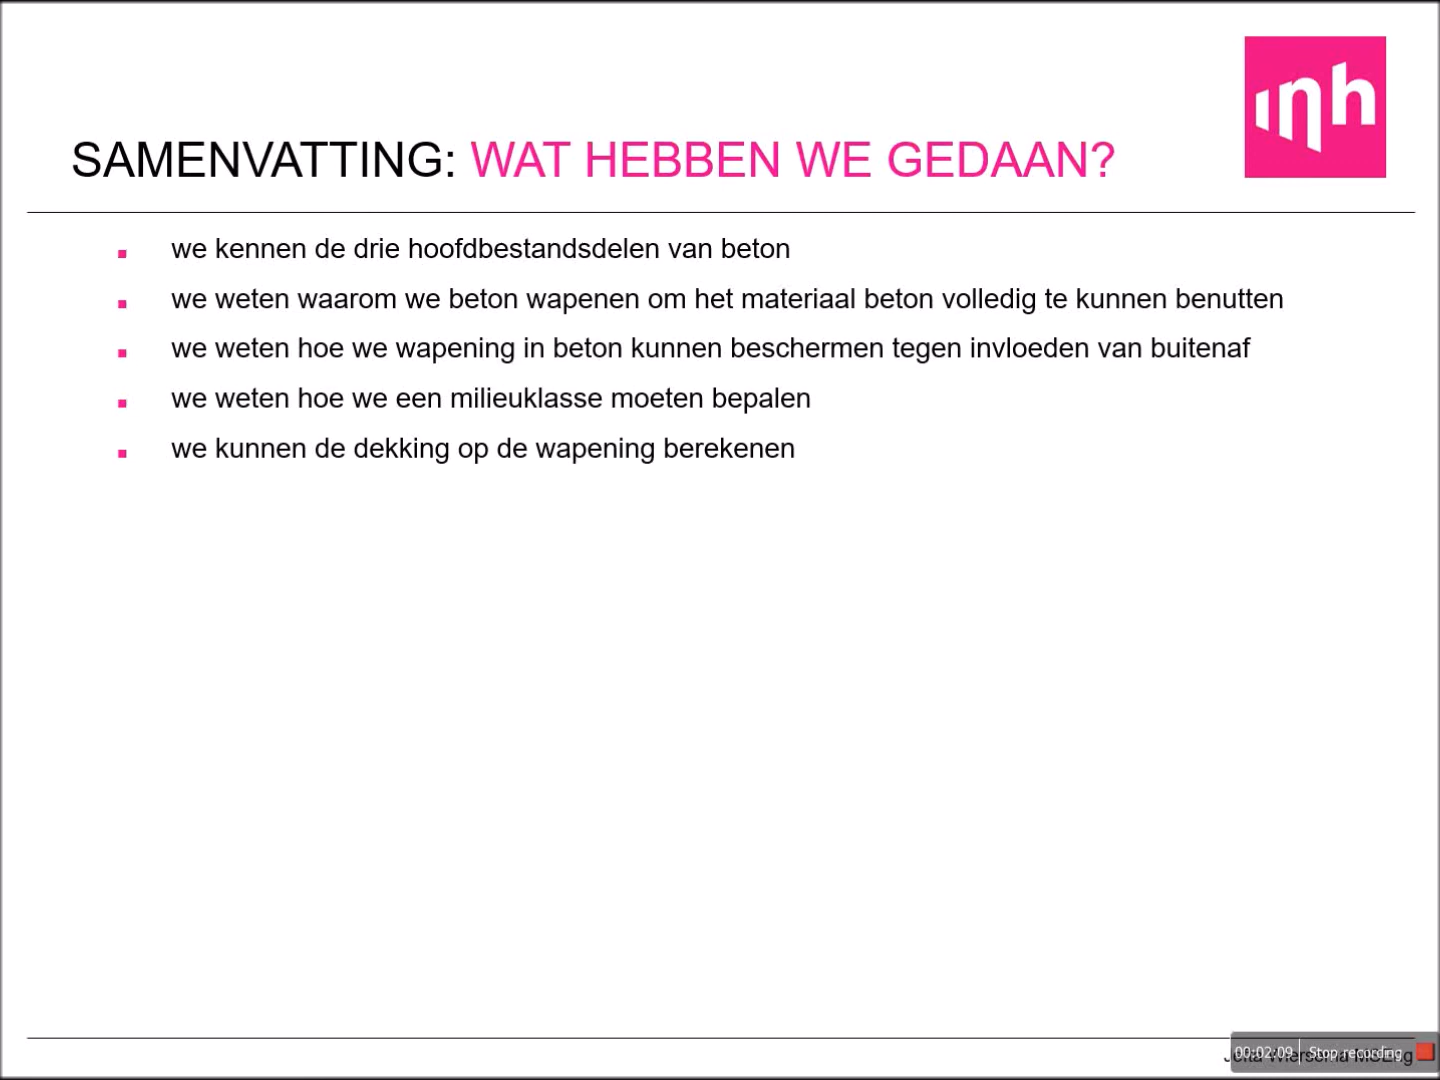 inh
SAMENVATTING: WAT HEBBEN WE GEDAAN?
we kennen de drie hoofdbestandsdelen van beton
we weten waarom we beton wapenen om het materiaal beton volledig te kunnen benutten
we weten hoe we wapening in beton kunnen beschermen tegen invloeden van buitenaf
we weten hoe we een milieuklasse moeten bepalen
we kunnen de dekking op de wapening berekenen
00:02:09 Stop recording